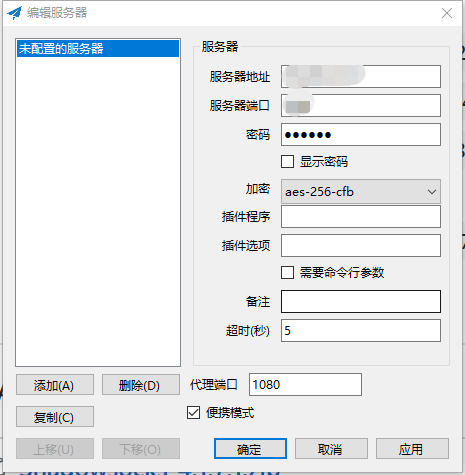 编辑服务器
未配置的服务器
服务器
服务器地址
服务器端口
密码 ●●●●●●
显示密码
加密 aes-256-cfb
插件程序
插件选项
需要命令行参数
备注
超时(秒) 5
添加(A) 删除(D) 代理端口 1080
复制(C) 便携模式
上移(U) 下移(O) 确定 取消 应用